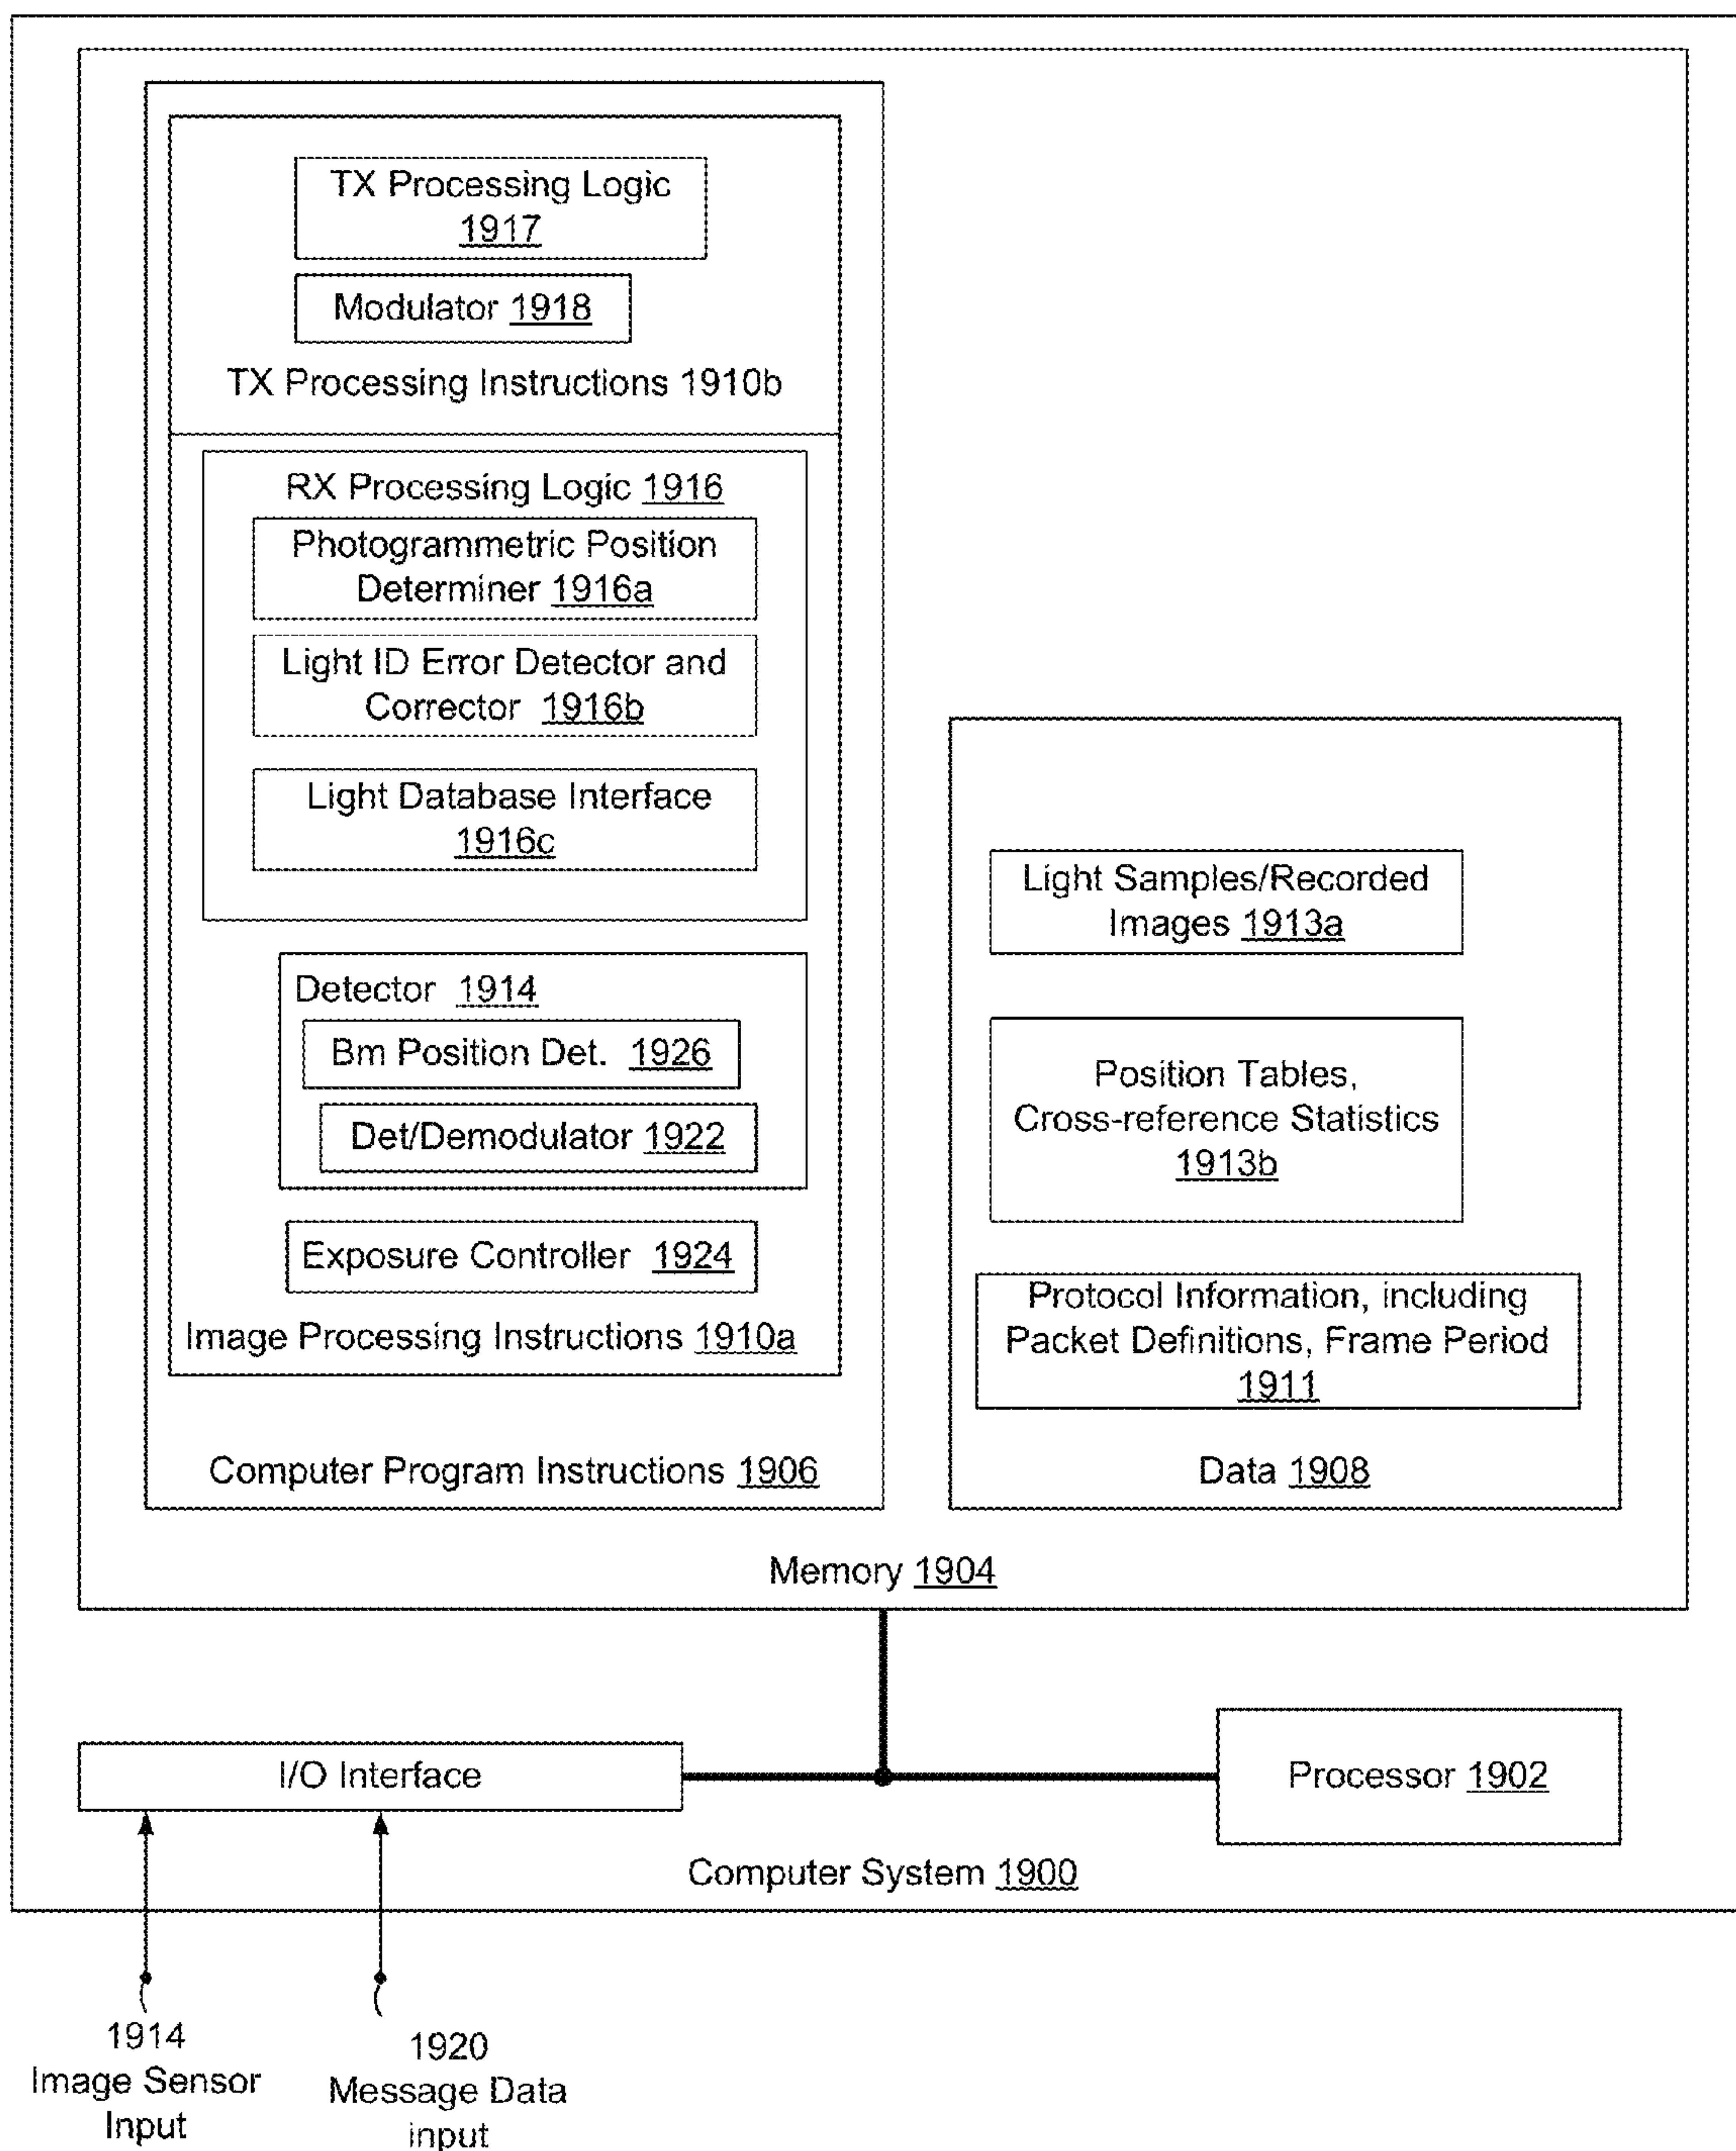 TX Processing Logic
1917
Modulator 1918
TX Processing Instructions 1910b
RX Processing Logic 1916
Photogrammetric Position
Determiner 1916a
Light ID Error Detector and
Corrector 1916b
Light Database Interface
1916c
Detector 1914
Bm Position Det. 1926
Det/Demodulator 1922
Exposure Controller 1924
Image Processing Instructions 1910a
Computer Program Instructions 1906
Light Samples/Recorded
Images 1913a
Position Tables,
Cross-reference Statistics
1913b
Protocol Information, including
Packet Definitions, Frame Period
1911
Data 1908
Memory 1904
I/O Interface
Processor 1902
Computer System 1900
1914
Image Sensor
Input
1920
Message Data
input